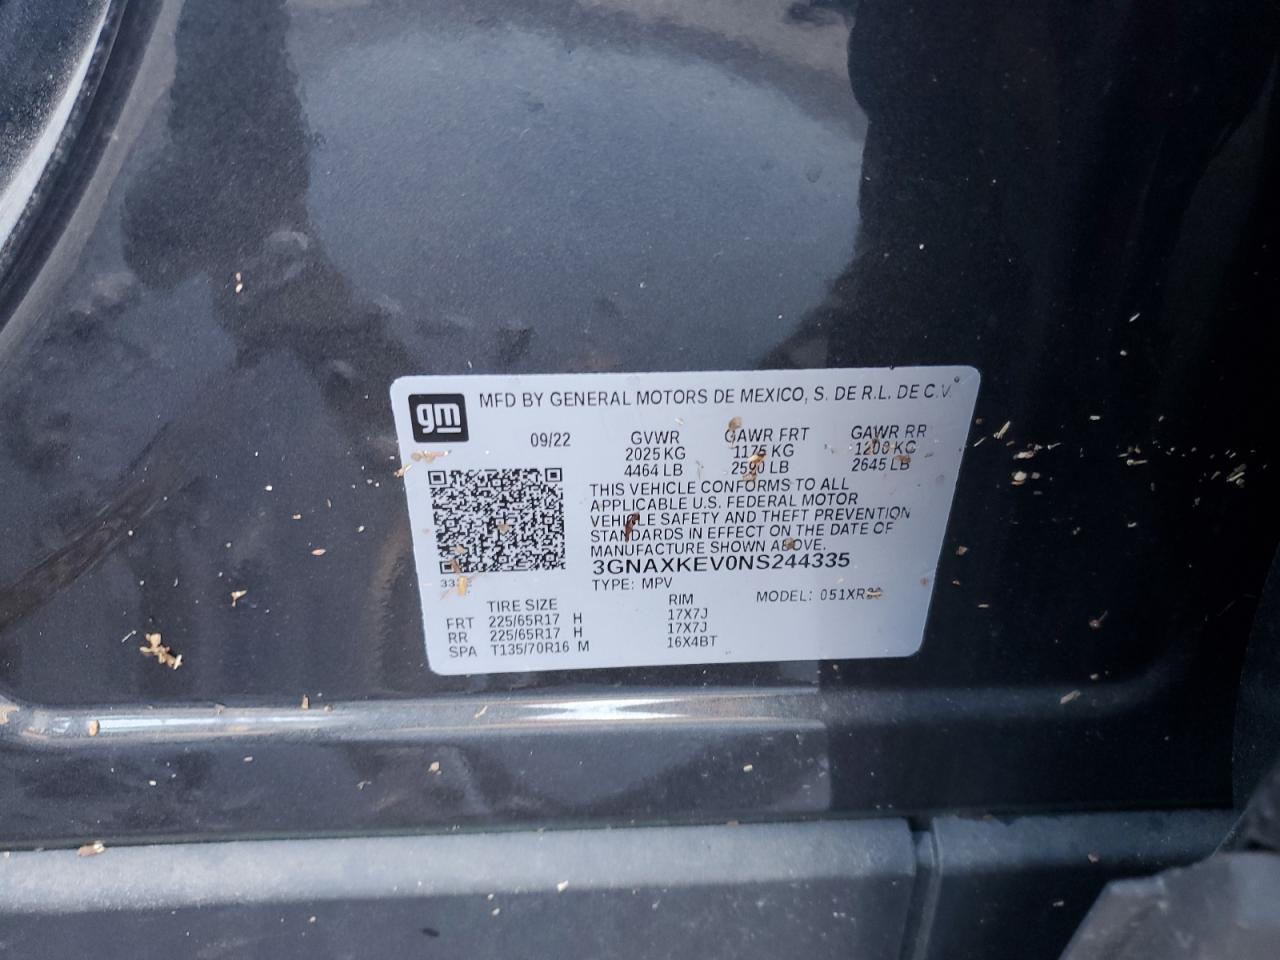 gm
MFD BY GENERAL MOTORS DE MEXICO, S. DE R.L. DE C.V.
09/22 GVWR GAWR FRT GAWR RR
2025 KG 1175 KG 1200 KG
4464 LB 2590 LB 2645 LB
THIS VEHICLE CONFORMS TO ALL
APPLICABLE U.S. FEDERAL MOTOR
VEHICLE SAFETY AND THEFT PREVENTION
STANDARDS IN EFFECT ON THE DATE OF
MANUFACTURE SHOWN ABOVE.
3GNAXKEV0NS244335
TYPE: MPV
MODEL:
TIRE SIZE RIM
FRT 225/65R17 H 17X7J
RR 225/65R17 H 17X7J
SPA T135/70R16 M 16X4BT